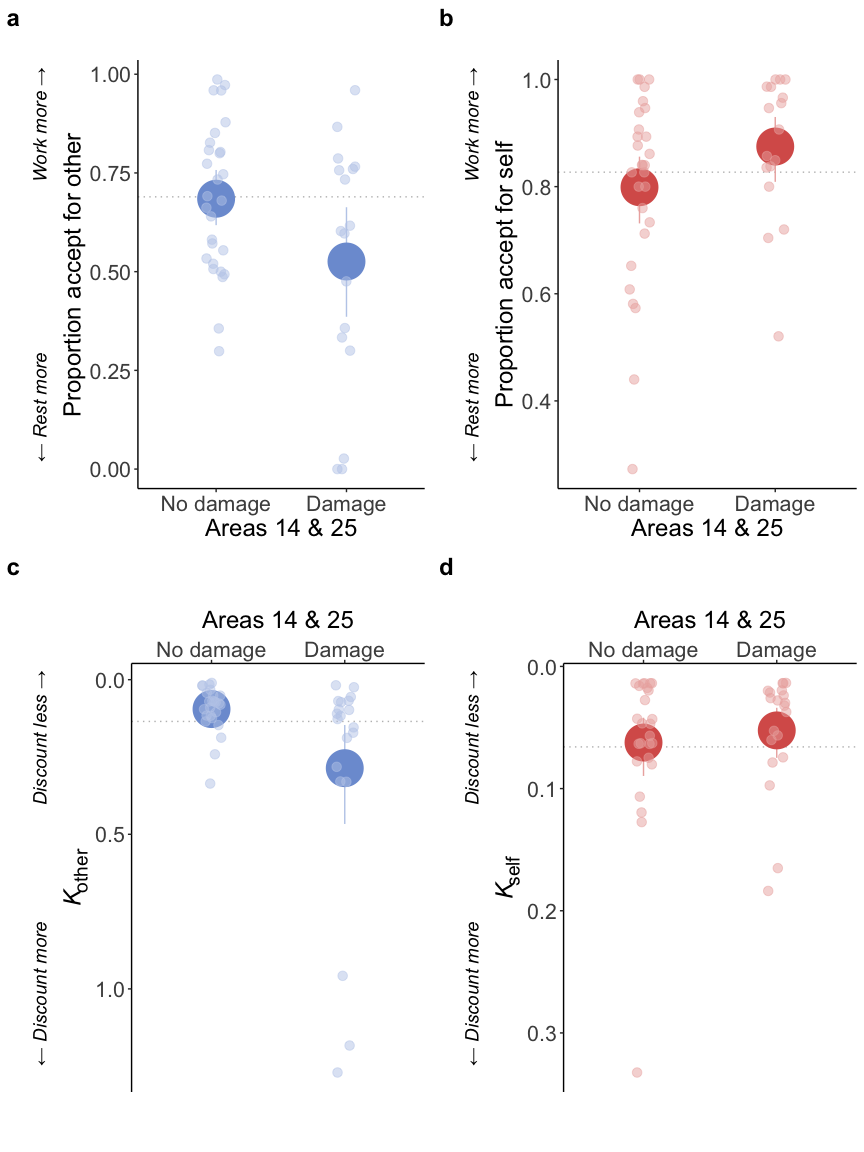 a
Work more →
Proportion accept for other
← Rest more
1.00
0.75
0.50
0.25
0.00
No damage Damage
Areas 14 & 25
b
Work more →
Proportion accept for self
← Rest more
1.0
0.8
0.6
0.4
No damage Damage
Areas 14 & 25
c
Areas 14 & 25
No damage Damage
Discount less →
Kother
← Discount more
0.0
0.5
1.0
d
Areas 14 & 25
No damage Damage
Discount less →
Kself
← Discount more
0.0
0.1
0.2
0.3